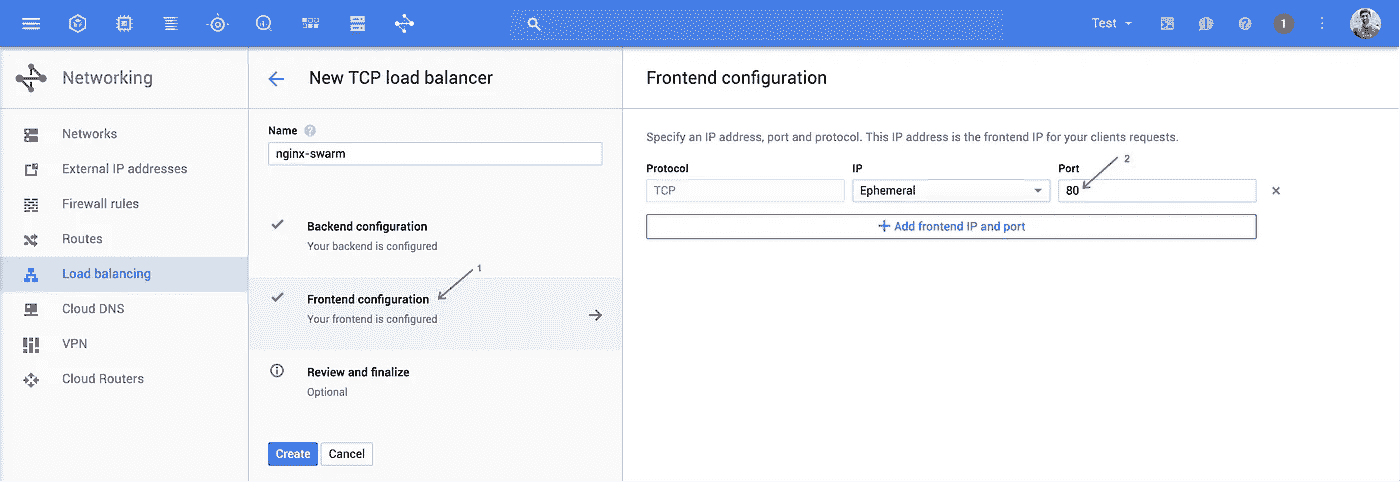 Test
1
Networking
New TCP load balancer
Frontend configuration
Networks
External IP addresses
Firewall rules
Routes
Load balancing
Cloud DNS
VPN
Cloud Routers
Name
nginx-swarm
Backend configuration
Your backend is configured
1
Frontend configuration
Your frontend is configured
Review and finalize
Optional
Create Cancel
Specify an IP address, port and protocol. This IP address is the frontend IP for your clients requests.
Protocol IP Port 2
TCP Ephemeral 80
Add frontend IP and port